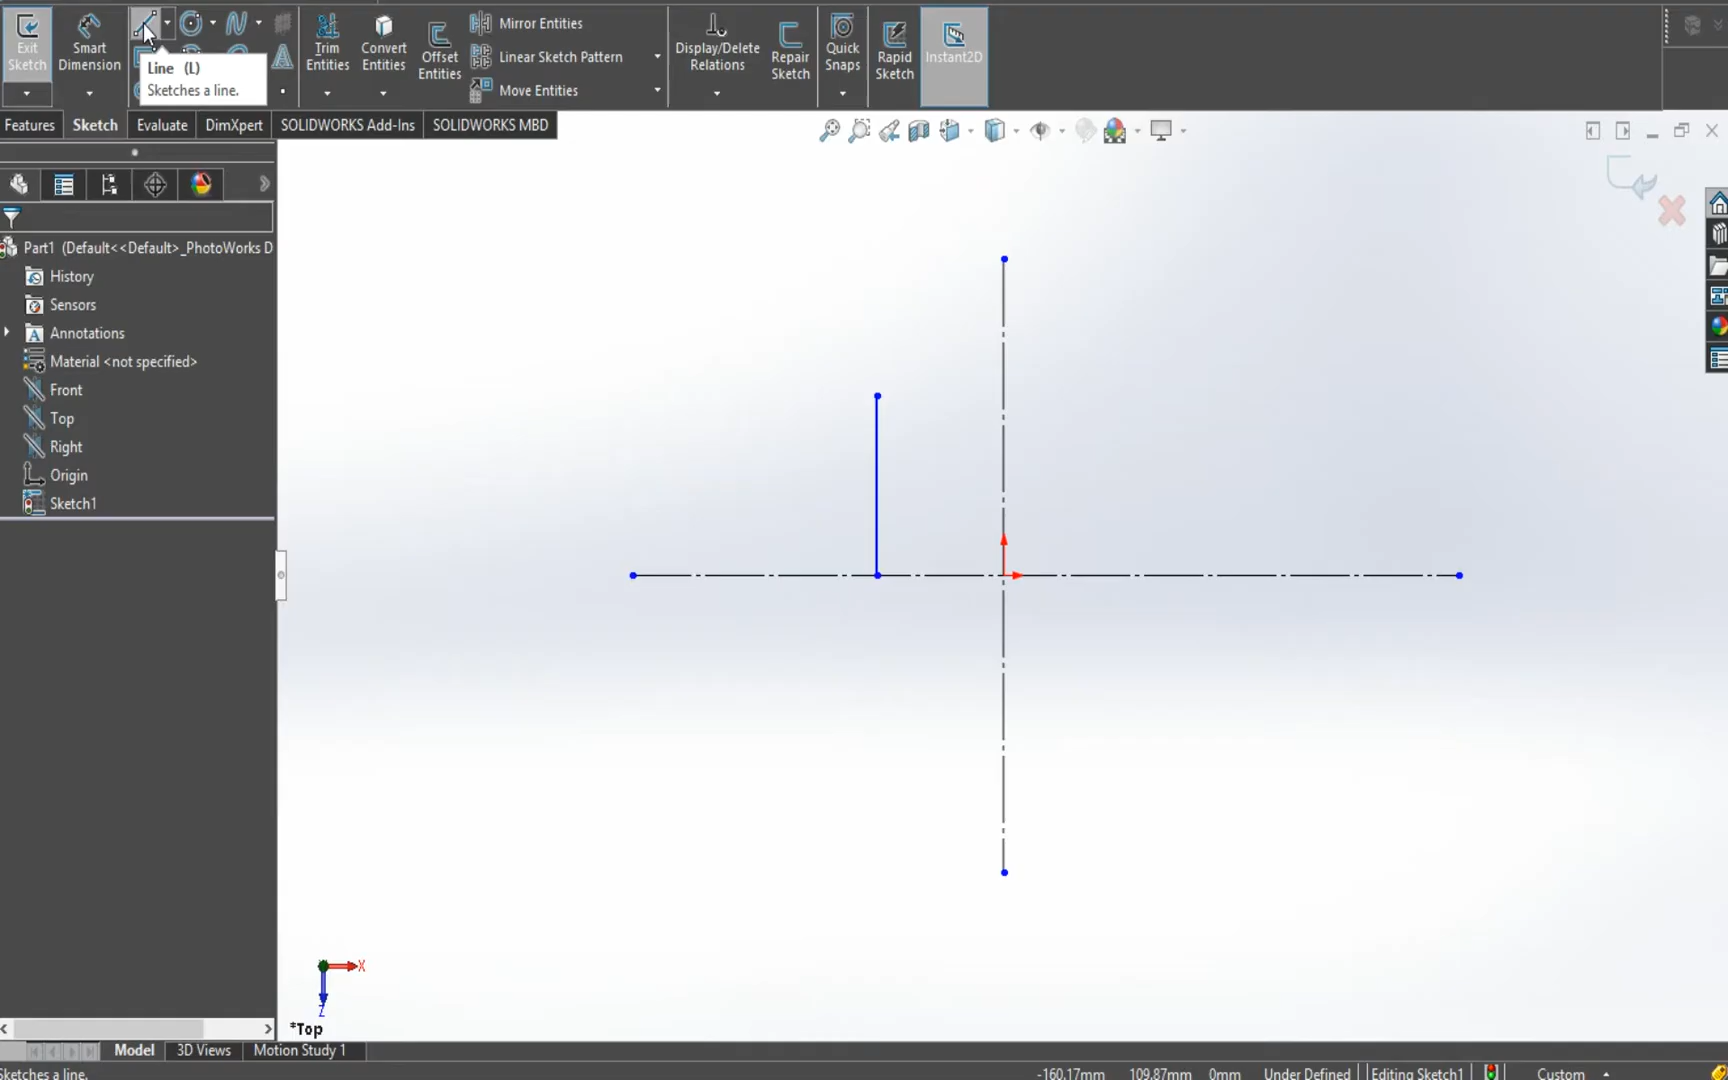 Exit Sketch
Smart Dimension
Line (L)
Sketches a line.
Trim Entities
Convert Entities
Offset Entities
Mirror Entities
Linear Sketch Pattern
Move Entities
Display/Delete Relations
Repair Sketch
Quick Snaps
Rapid Sketch
Instant2D
Features Sketch Evaluate DimXpert SOLIDWORKS Add-Ins SOLIDWORKS MBD
Part1 (Default<<Default>_PhotoWorks D
History
Sensors
A Annotations
Material <not specified>
Front
Top
Right
Origin
Sketch1
X
Z
*Top
Model 3D Views Motion Study 1
Sketches a line. -160.17mm 109.87mm 0mm Under Defined Editing Sketch1 Custom